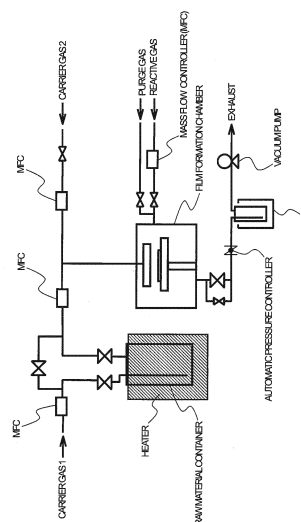 CARRIER GAS 1
MFC
MFC
MFC
CARRIER GAS 2
PURGE GAS
REACTIVE GAS
MASS FLOW CONTROLLER (MFC)
FILM FORMATION CHAMBER
HEATER
RAW MATERIAL CONTAINER
EXHAUST
VACUUM PUMP
AUTOMATIC PRESSURE CONTROLLER